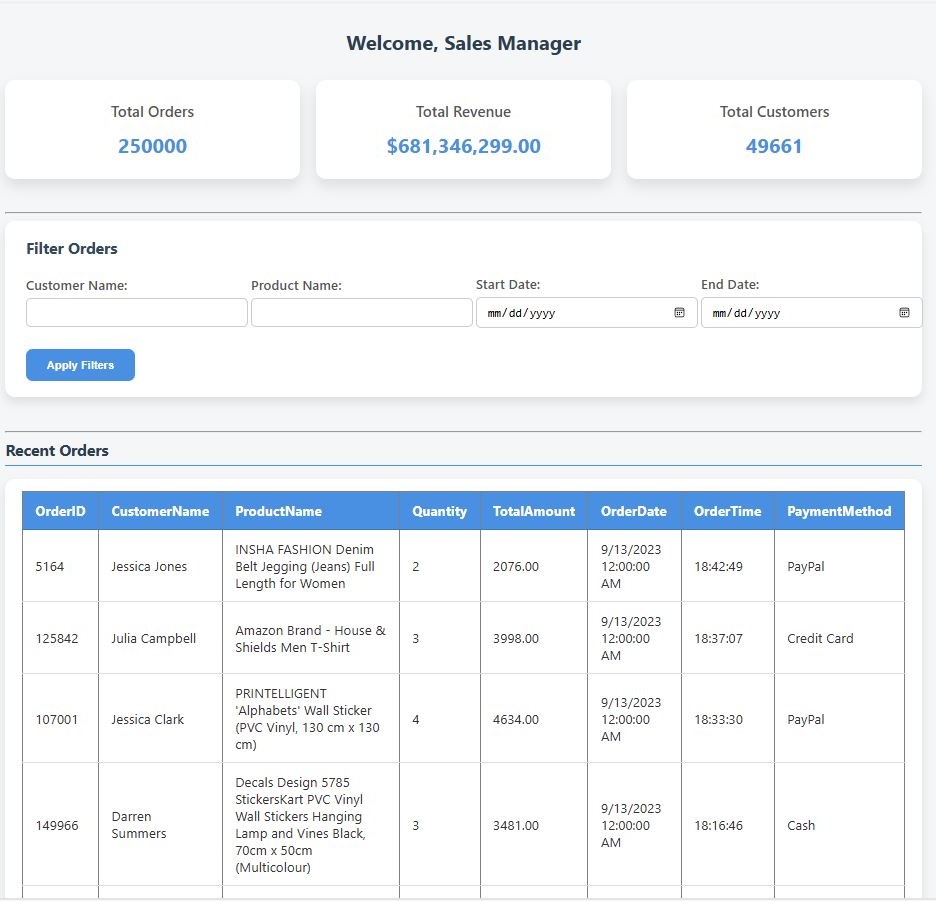 Welcome, Sales Manager
Total Orders
250000
Total Revenue
$681,346,299.00
Total Customers
49661
Filter Orders
Customer Name:
Product Name:
Start Date:
End Date:
mm/dd/yyyy
mm/dd/yyyy
Apply Filters
Recent Orders
OrderID CustomerName ProductName Quantity TotalAmount OrderDate OrderTime PaymentMethod
5164
Jessica Jones
INSHA FASHION Denim
Belt Jegging (Jeans) Full
Length for Women
2
2076.00
9/13/2023
12:00:00
AM
18:42:49
PayPal
125842
Julia Campbell
Amazon Brand - House &
Shields Men T-Shirt
3
3998.00
9/13/2023
12:00:00
AM
18:37:07
Credit Card
107001
Jessica Clark
PRINTELLIGENT
'Alphabets' Wall Sticker
(PVC Vinyl, 130 cm x 130
cm)
4
4634.00
9/13/2023
12:00:00
AM
18:33:30
PayPal
149966
Darren
Summers
Decals Design 5785
StickersKart PVC Vinyl
Wall Stickers Hanging
Lamp and Vines Black,
70cm x 50cm
(Multicolour)
3
3481.00
9/13/2023
12:00:00
AM
18:16:46
Cash